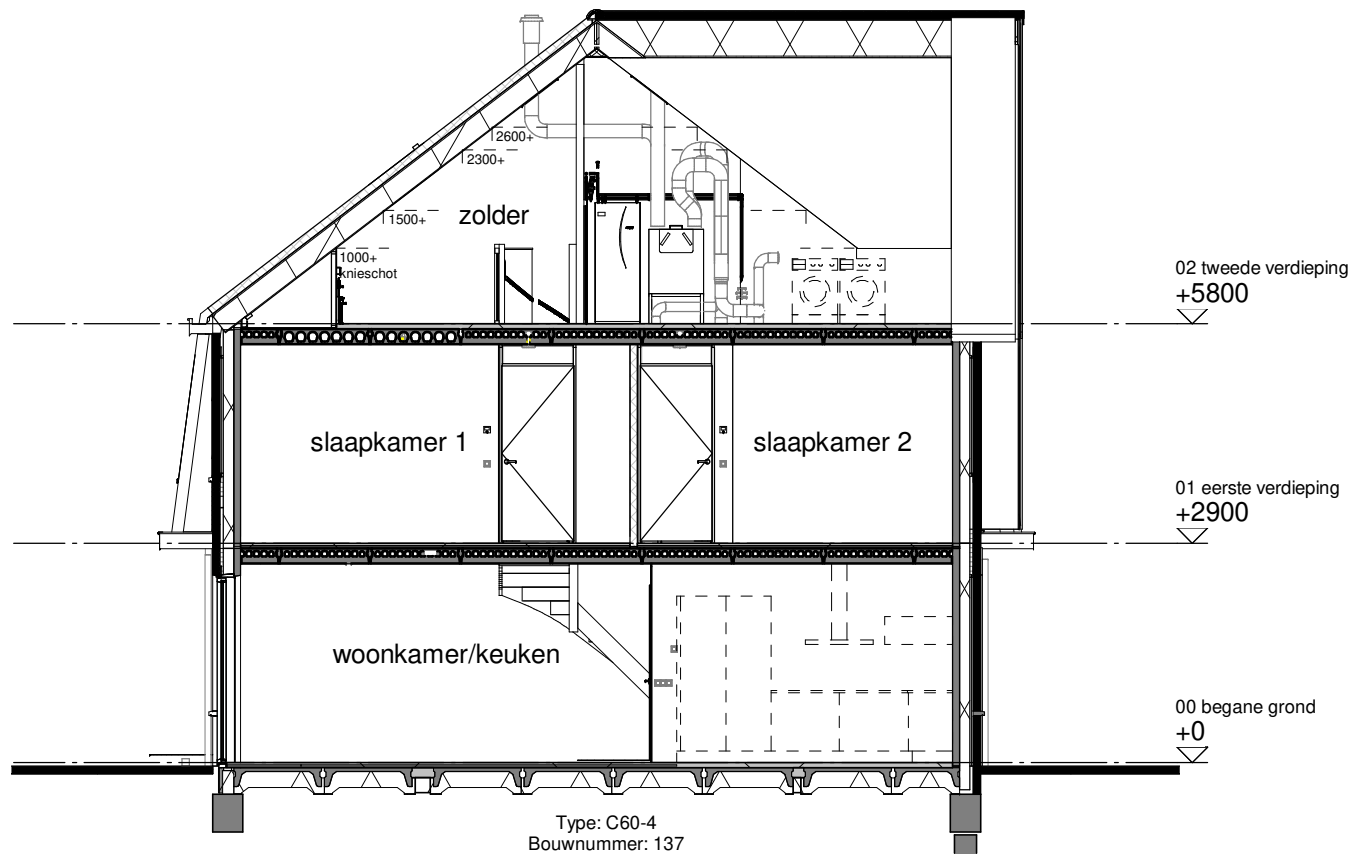 2600+
2300+
1500+
zolder
1000+
knieschot
02 tweede verdieping
+5800
slaapkamer 1
slaapkamer 2
01 eerste verdieping
+2900
woonkamer/keuken
00 begane grond
+0
Type: C60-4
Bouwnummer: 137